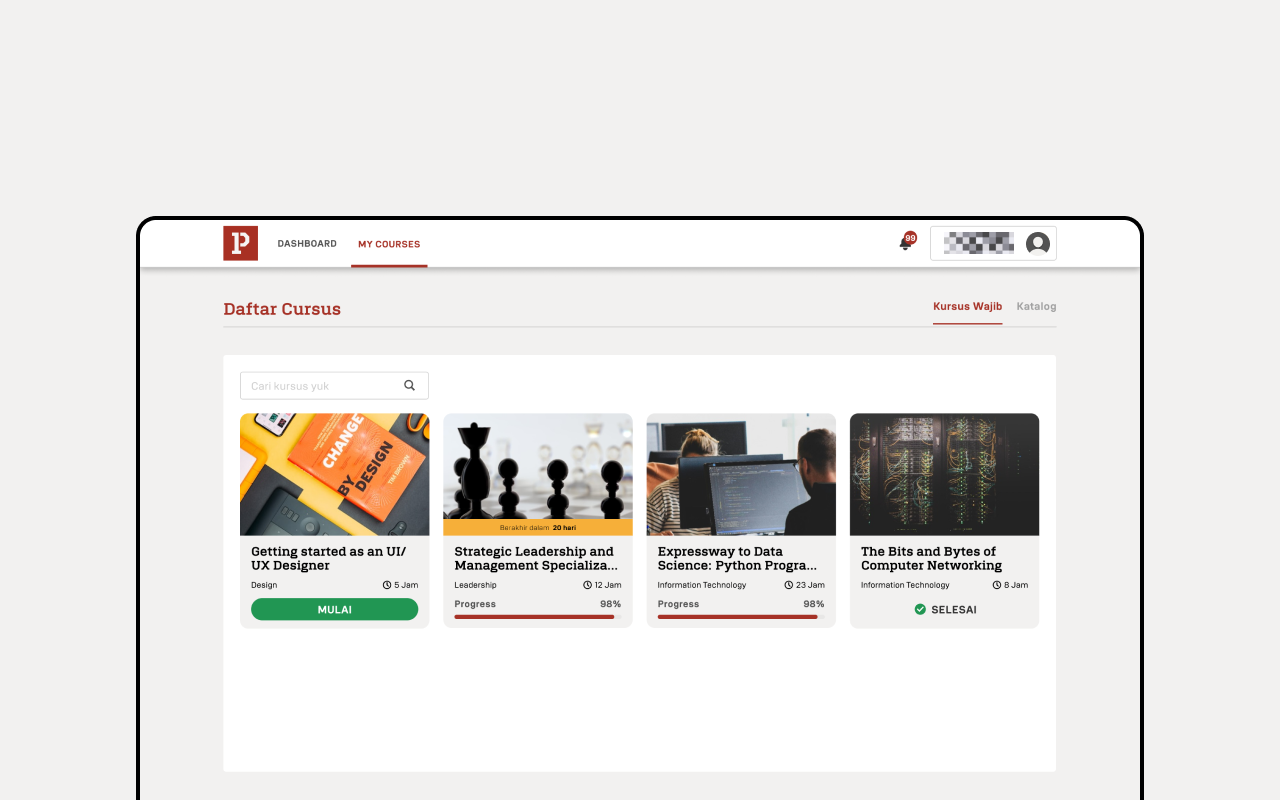 P
DASHBOARD
MY COURSES
99
Daftar Cursus
Kursus Wajib
Katalog
Cari kursus yuk
CHANGE
BY
DESIGN
TIM BROWN
Berakhir dalam 20 hari
Getting started as an UI/
UX Designer
Design
5 Jam
MULAI
Strategic Leadership and
Management Specializa...
Leadership
12 Jam
Progress
98%
Expressway to Data
Science: Python Progra...
Information Technology
23 Jam
Progress
98%
The Bits and Bytes of
Computer Networking
Information Technology
8 Jam
SELESAI